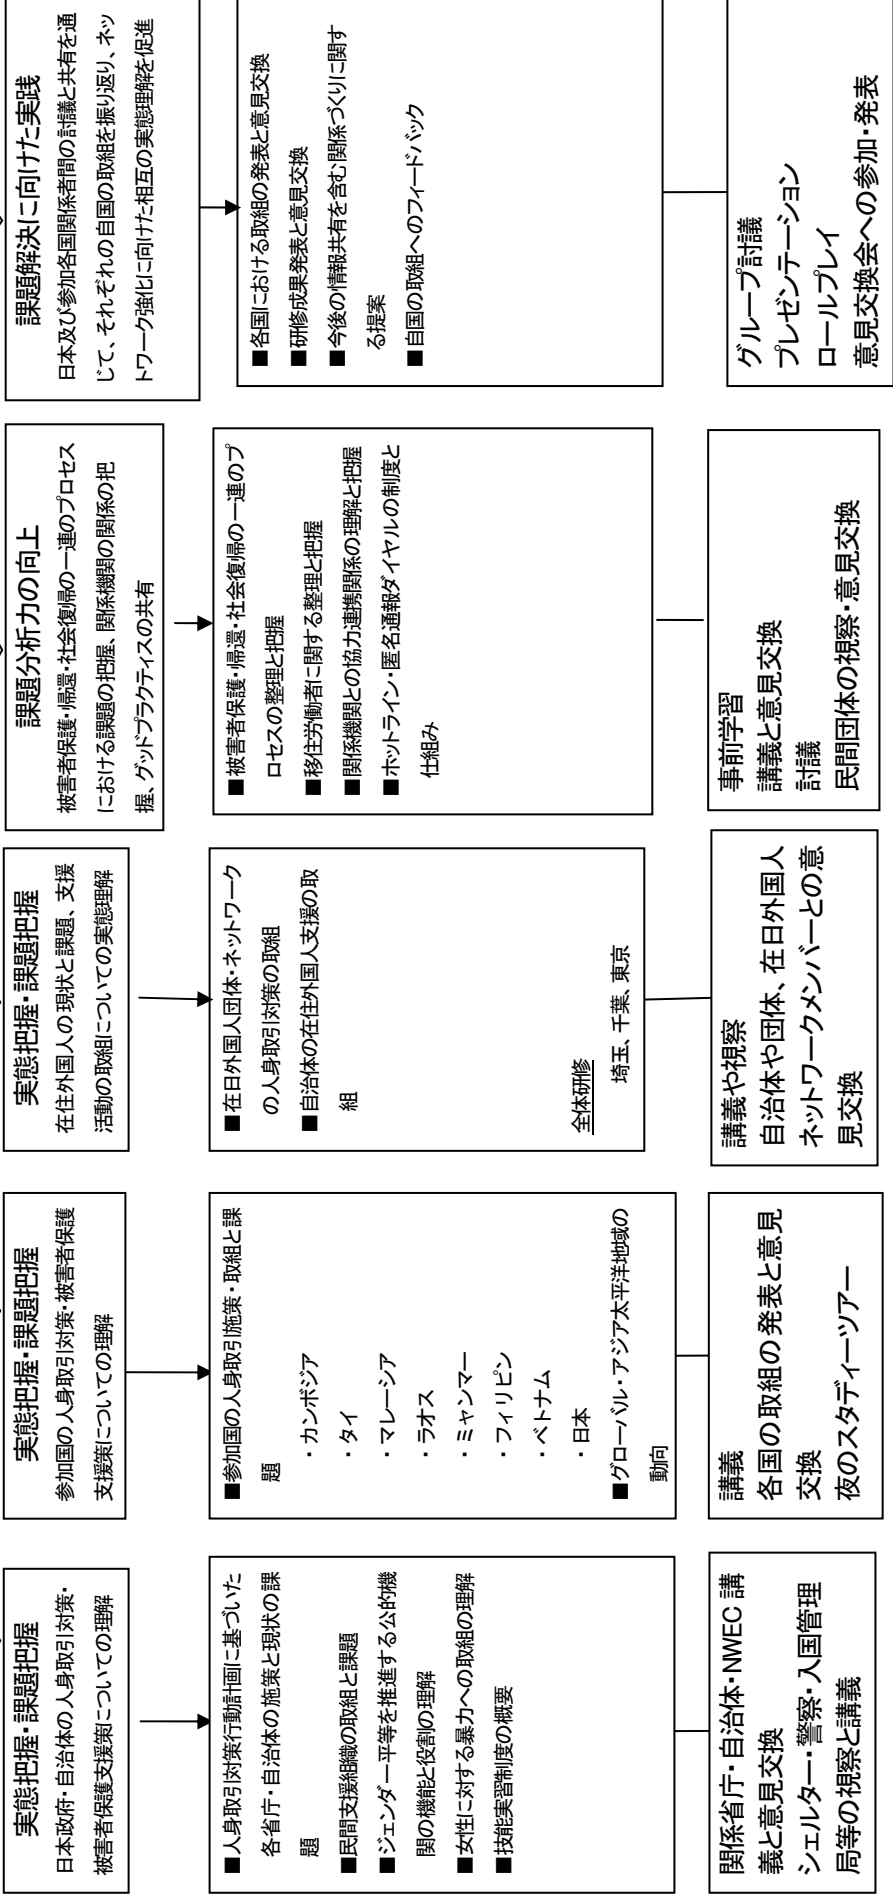 実態把握・課題把握
日本政府・自治体の人身取引対策・
被害者保護支援策についての理解
■人身取引対策行動計画に基づいた
各省庁・自治体の施策と現状の課
題
■民間支援組織の取組と課題
■ジェンダー平等を推進する公的機
関の機能と役割の理解
■女性に対する暴力への取組の理解
■技能実習制度の概要
関係省庁・自治体・NWEC 講
義と意見交換
シェルター・警察・入国管理
局等の視察と講義
実態把握・課題把握
参加国の人身取引対策・被害者保護
支援策についての理解
■参加国の人身取引施策・取組と課
題
・カンボジア
・タイ
・マレーシア
・ラオス
・ミャンマー
・フィリピン
・ベトナム
・日本
■グローバル・アジア太平洋地域の
動向
講義
各国の取組の発表と意見
交換
夜のスタディーツアー
実態把握・課題把握
在住外国人の現状と課題、支援
活動の取組についての実態理解
■在日外国人団体・ネットワーク
の人身取引対策の取組
■自治体の在住外国人支援の取
組
全体研修
埼玉、千葉、東京
講義や視察
自治体や団体、在日外国人
ネットワークメンバーとの意
見交換
課題分析力の向上
被害者保護・帰還・社会復帰の一連のプロセス
における課題の把握、関係機関の関係の把
握、グッドプラクティスの共有
■被害者保護・帰還・社会復帰の一連のプ
ロセスの整理と把握
■移住労働者に関する整理と把握
■関係機関との協力連携関係の理解と把握
■ホットライン・匿名通報ダイヤルの制度と
仕組み
事前学習
講義と意見交換
討議
民間団体の視察・意見交換
課題解決に向けた実践
日本及び参加各国関係者間の討議と共有を通
じて、それぞれの自国の取組を振り返り、ネッ
トワーク強化に向けた相互の実態理解を促進
■各国における取組の発表と意見交換
■研修成果発表と意見交換
■今後の情報共有を含む関係づくりに関す
る提案
■自国の取組へのフィードバック
グループ討議
プレゼンテーション
ロールプレイ
意見交換会への参加・発表